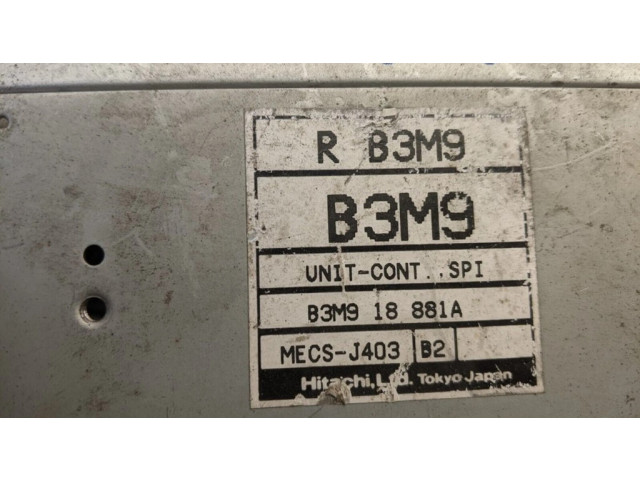 R B3M9
B3M9
UNIT-CONT..SPI
B3M9 18 881A
MECS-J403 B2
Hitachi,Ltd. Tokyo Japan